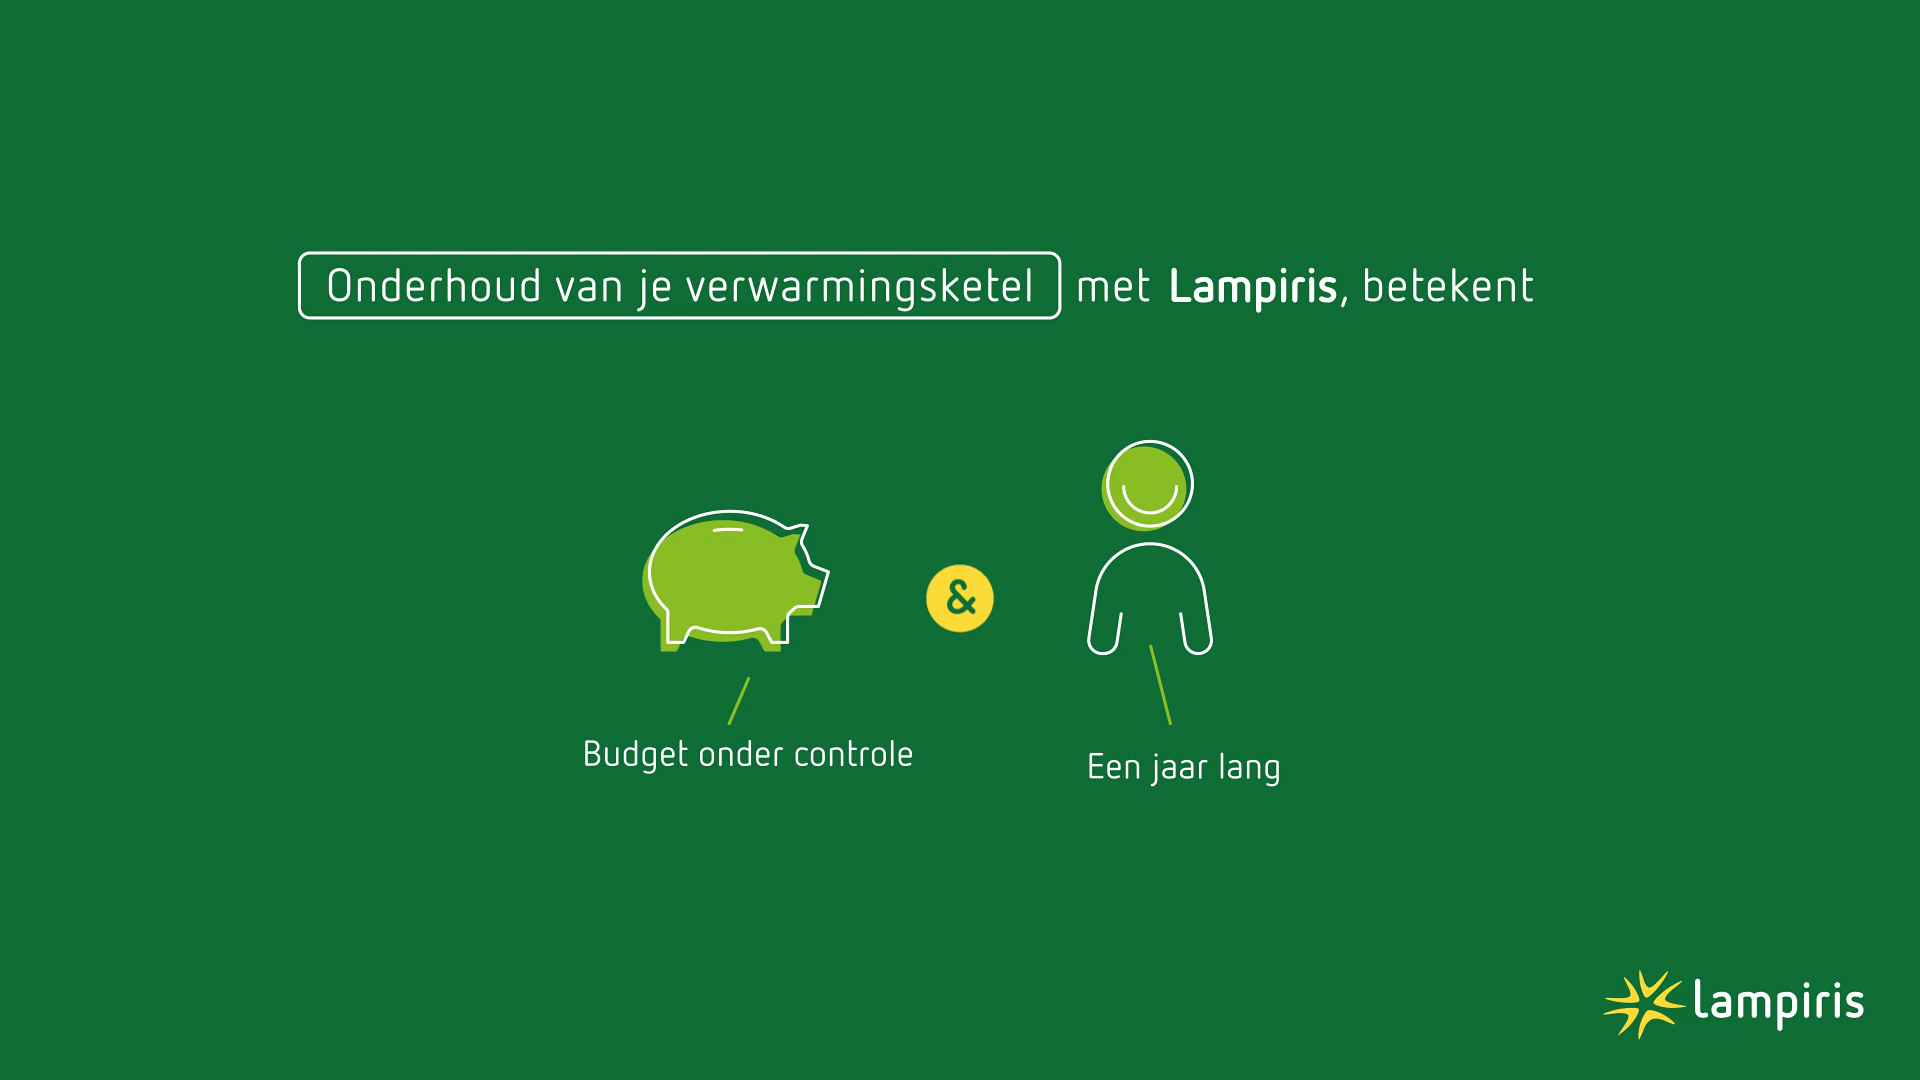 Onderhoud van je verwarmingsketel met Lampiris, betekent
&
Budget onder controle
Een jaar lang
lampiris